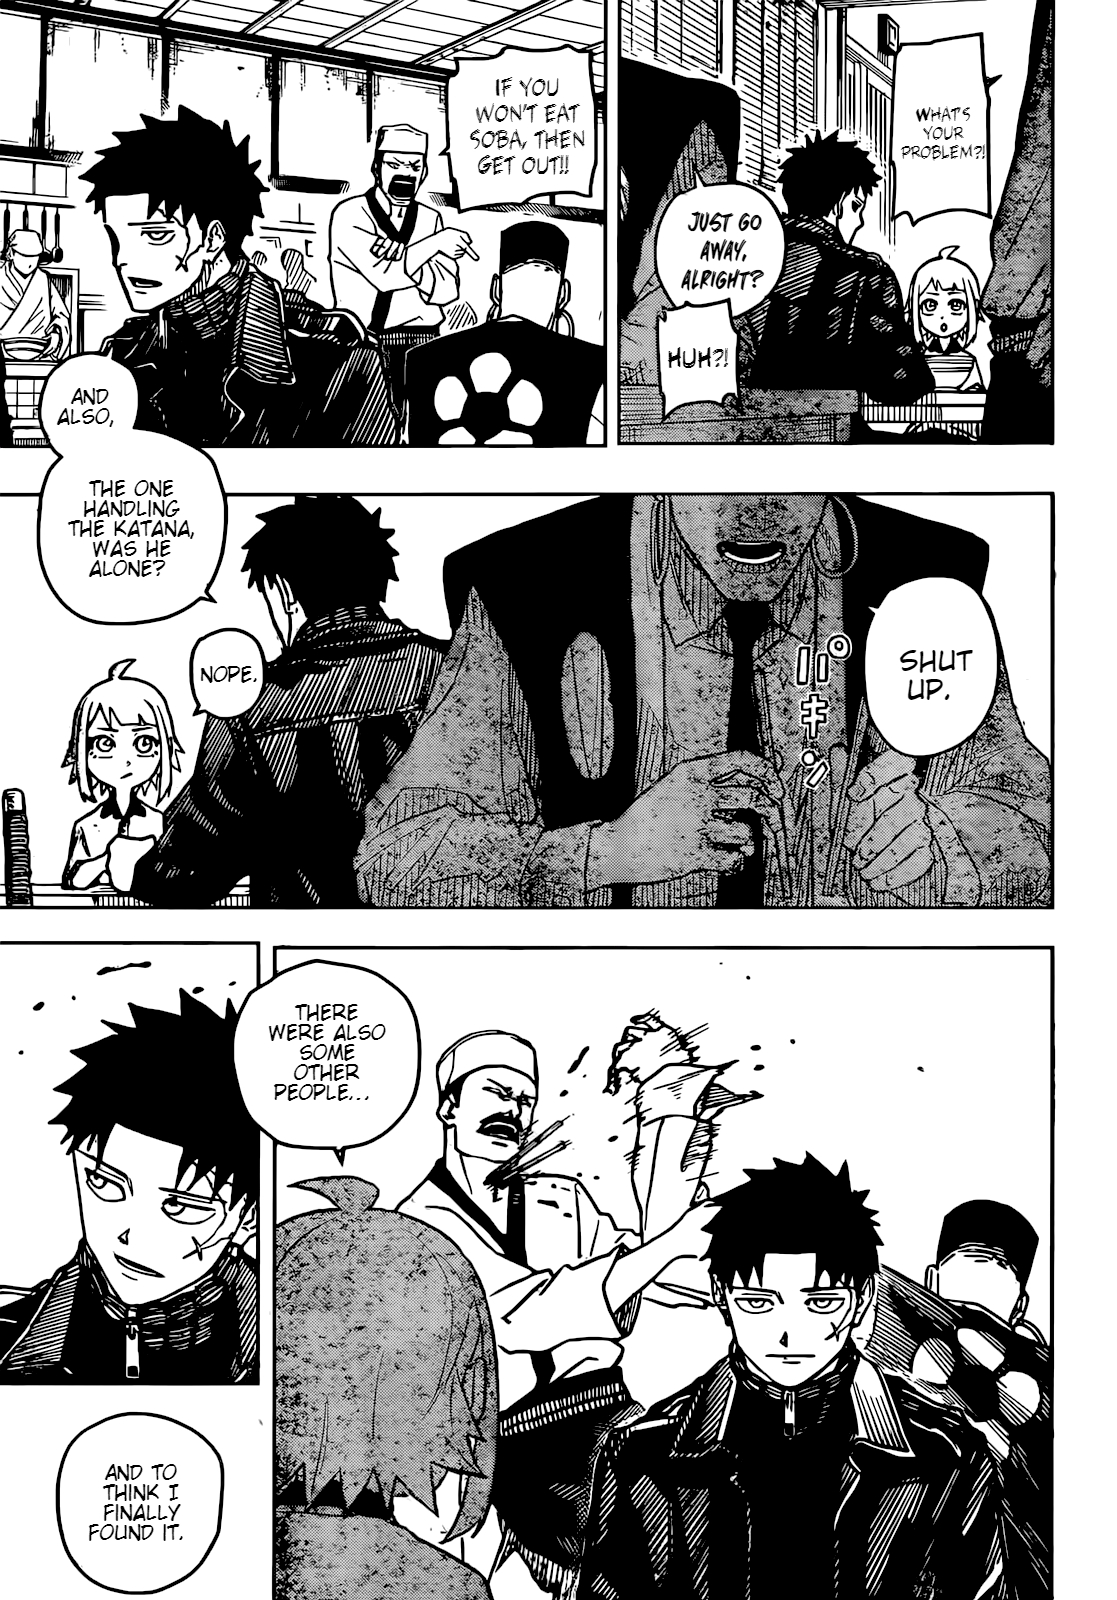 WHAT'S
YOUR
PROBLEM?!
JUST GO
AWAY,
ALRIGHT?
HUH?!
IF YOU
WON'T EAT
SOBA, THEN
GET OUT!!
AND
ALSO,
THE ONE
HANDLING
THE KATANA,
WAS HE
ALONE?
SHUT
UP.
パキン
NOPE.
THERE
WERE ALSO
SOME
OTHER
PEOPLE...
AND TO
THINK I
FINALLY
FOUND IT.